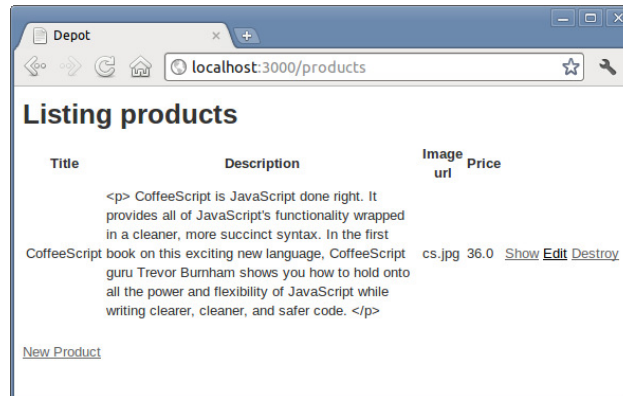 Depot
localhost:3000/products
Listing products
Title Description Image url Price
<p> CoffeeScript is JavaScript done right. It
provides all of JavaScript's functionality wrapped
in a cleaner, more succinct syntax. In the first
CoffeeScript book on this exciting new language, CoffeeScript cs.jpg 36.0 Show Edit Destroy
guru Trevor Burnham shows you how to hold onto
all the power and flexibility of JavaScript while
writing clearer, cleaner, and safer code. </p>
New Product